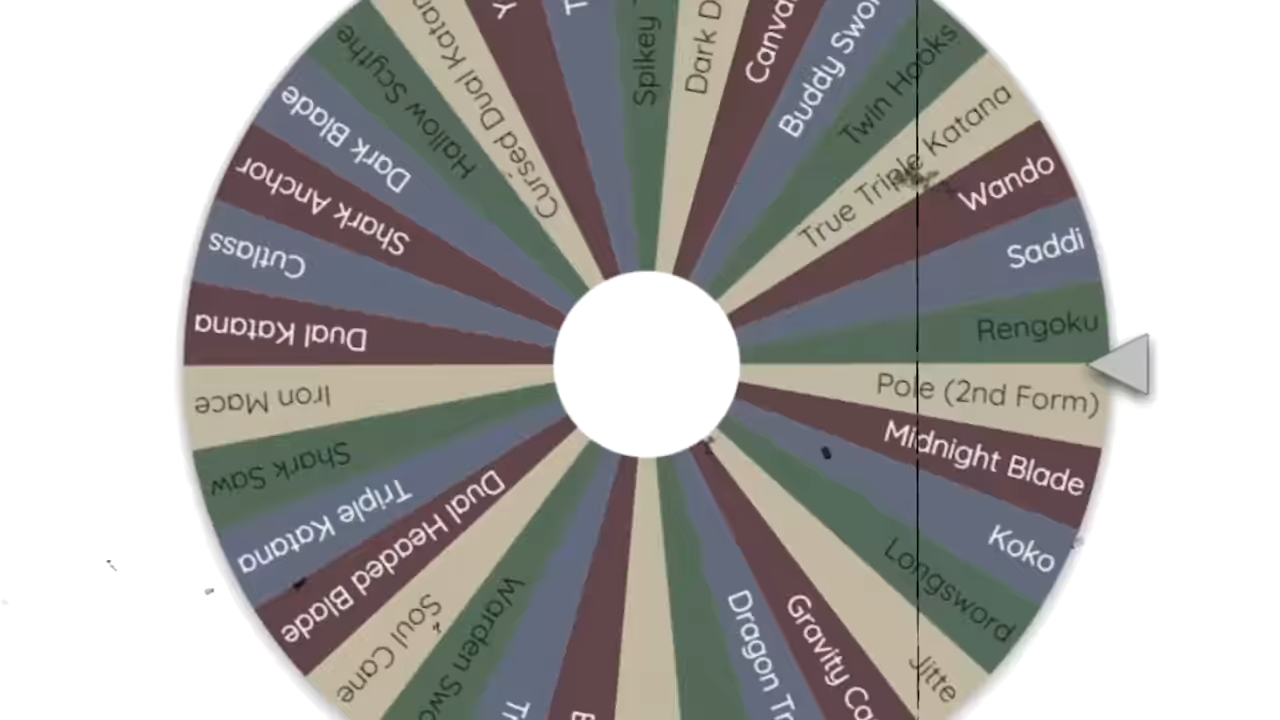 Spikey
Dark D
Canva
Buddy Swor
Twin Hooks
True Triple Katana
Wando
Saddi
Rengoku
Pole (2nd Form)
Midnight Blade
Koko
Longsword
Jitte
Gravity Ca
Dragon Tr
Warden Swo
Soul Cane
Dual Headed Blade
Triple Katana
Shark Saw
Iron Mace
Dual Katana
Cutlass
Shark Anchor
Dark Blade
Hallow Scythe
Cursed Dual Katan
Y